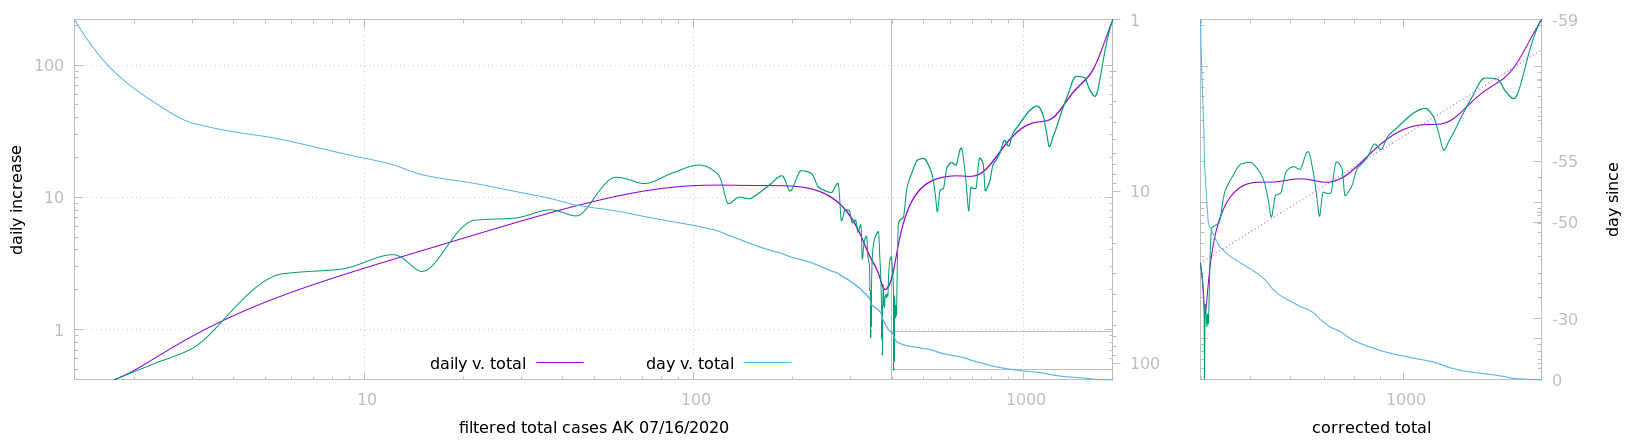 daily increase
100
10
1
1
10
100
daily v. total
day v. total
10
100
1000
filtered total cases AK 07/16/2020
-59
-55
-50
-30
0
day since
1000
corrected total